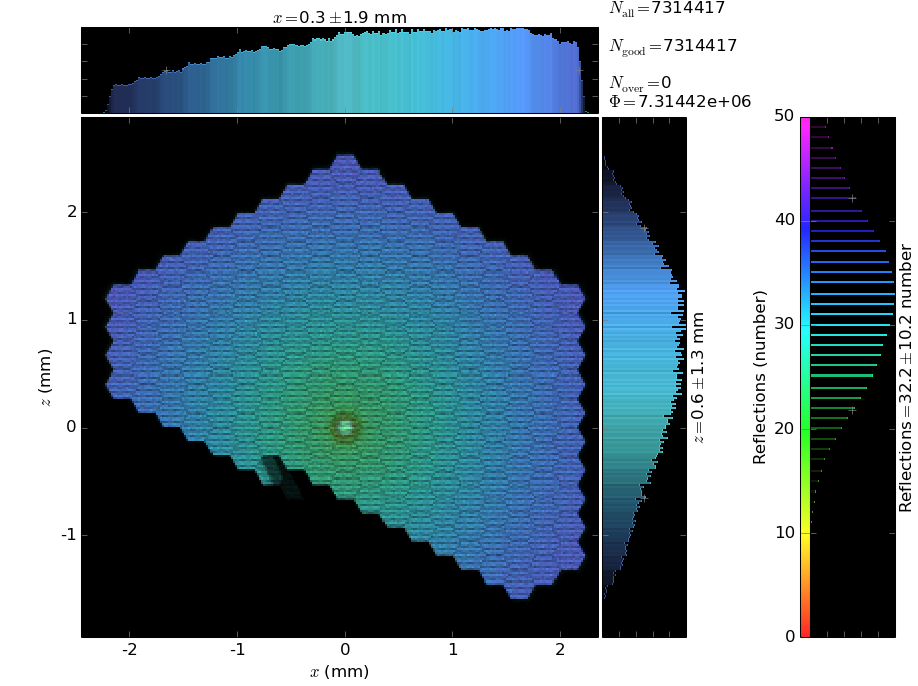 x=0.3±1.9 mm
N_all=7314417
N_good=7314417
N_over=0
Φ=7.31442e+06
2
1
0
-1
z (mm)
-2
-1
0
1
2
x (mm)
z=0.6±1.3 mm
50
40
30
20
10
0
Reflections (number)
Reflections=32.2±10.2 number